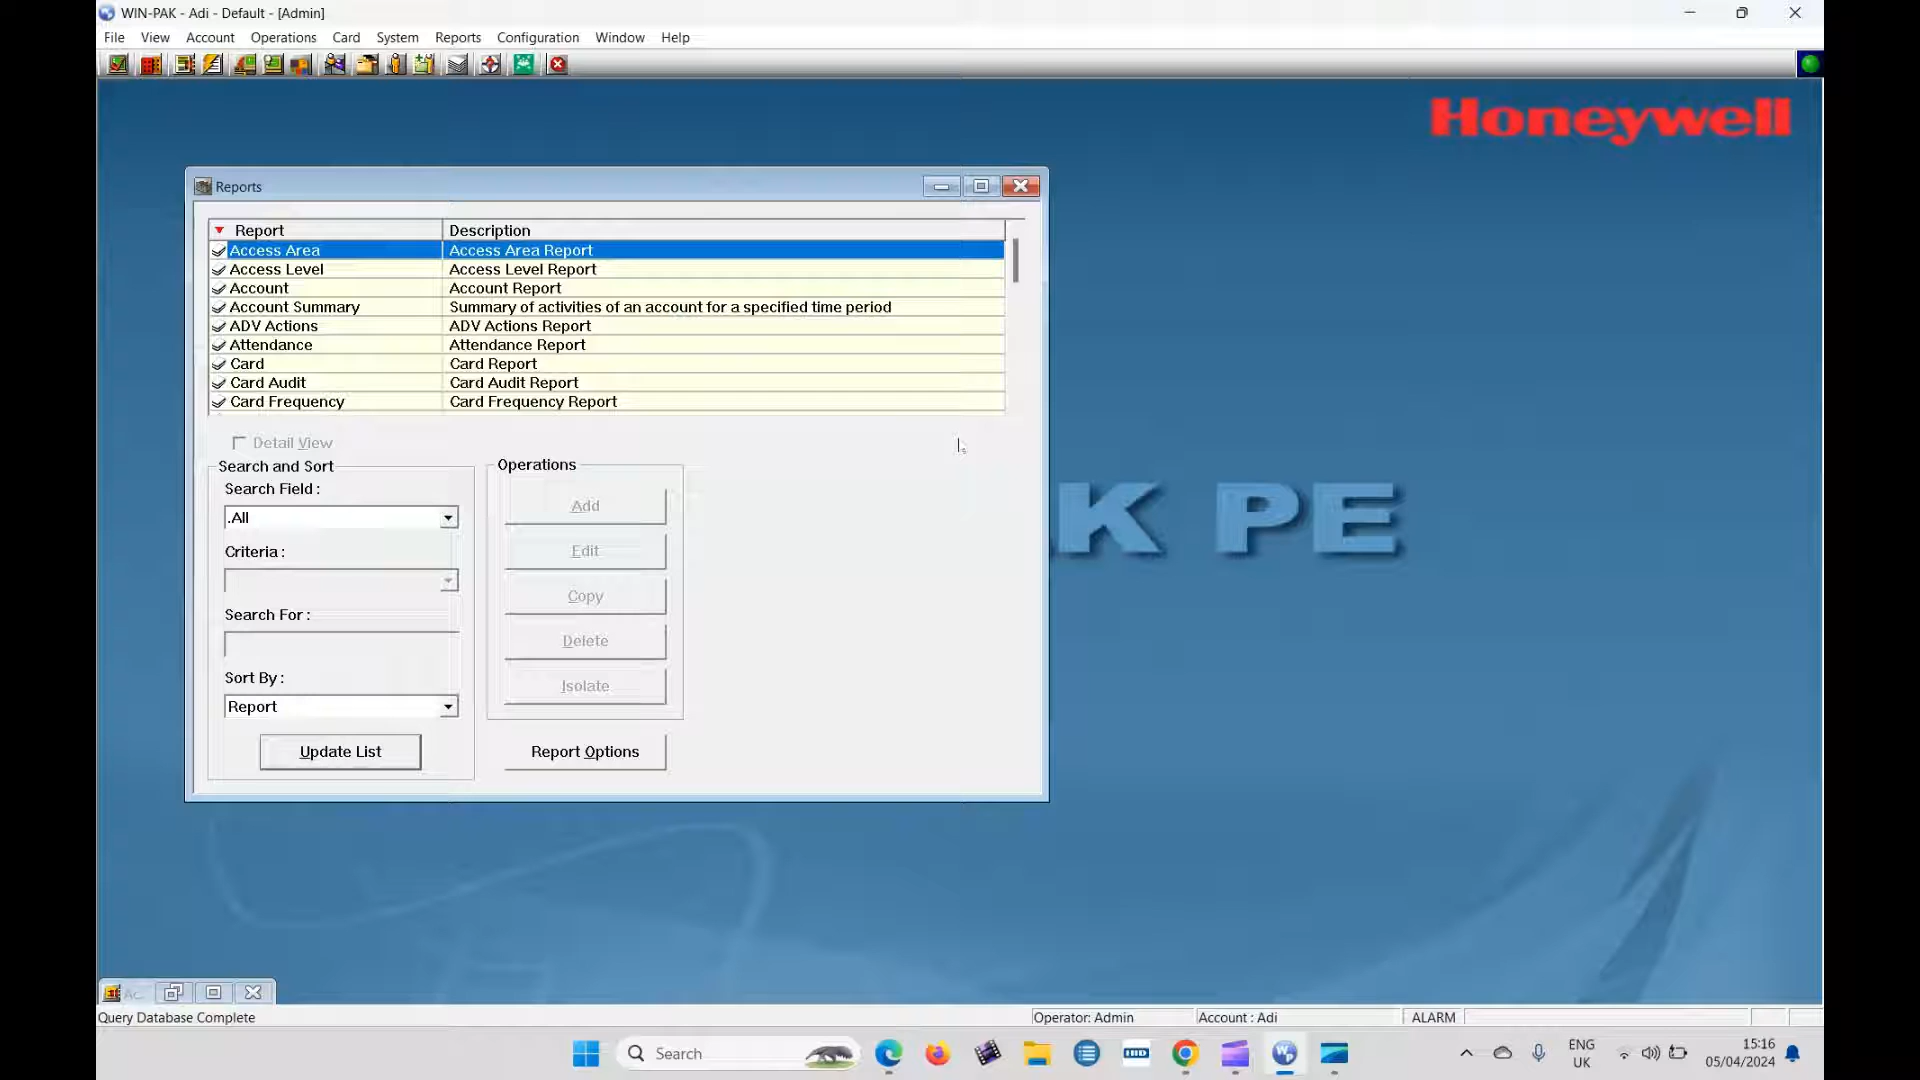 WIN-PAK - Adi - Default - [Admin]
File View Account Operations Card System Reports Configuration Window Help
Honeywell
AK PE
Reports
Report Description
Access Area Access Area Report
Access Level Access Level Report
Account Account Report
Account Summary Summary of activities of an account for a specified time period
ADV Actions ADV Actions Report
Attendance Attendance Report
Card Card Report
Card Audit Card Audit Report
Card Frequency Card Frequency Report
Detail View
Search and Sort
Search Field :
.All
Criteria :
Search For :
Sort By :
Report
Update List
Operations
Add
Edit
Copy
Delete
Isolate
Report Options
Ac
Query Database Complete
Operator: Admin
Account : Adi
ALARM
Search
ENG
UK
15:16
05/04/2024